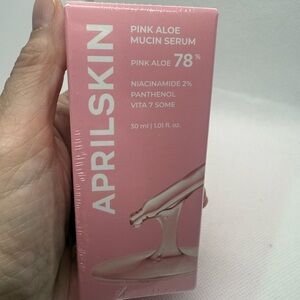 APRILSKIN
PINK ALOE
MUCIN SERUM
PINK ALOE 78%
NIACINAMIDE 2%
PANTHENOL
VITA 7 SOME
30 ml | 1.01 fl. oz.